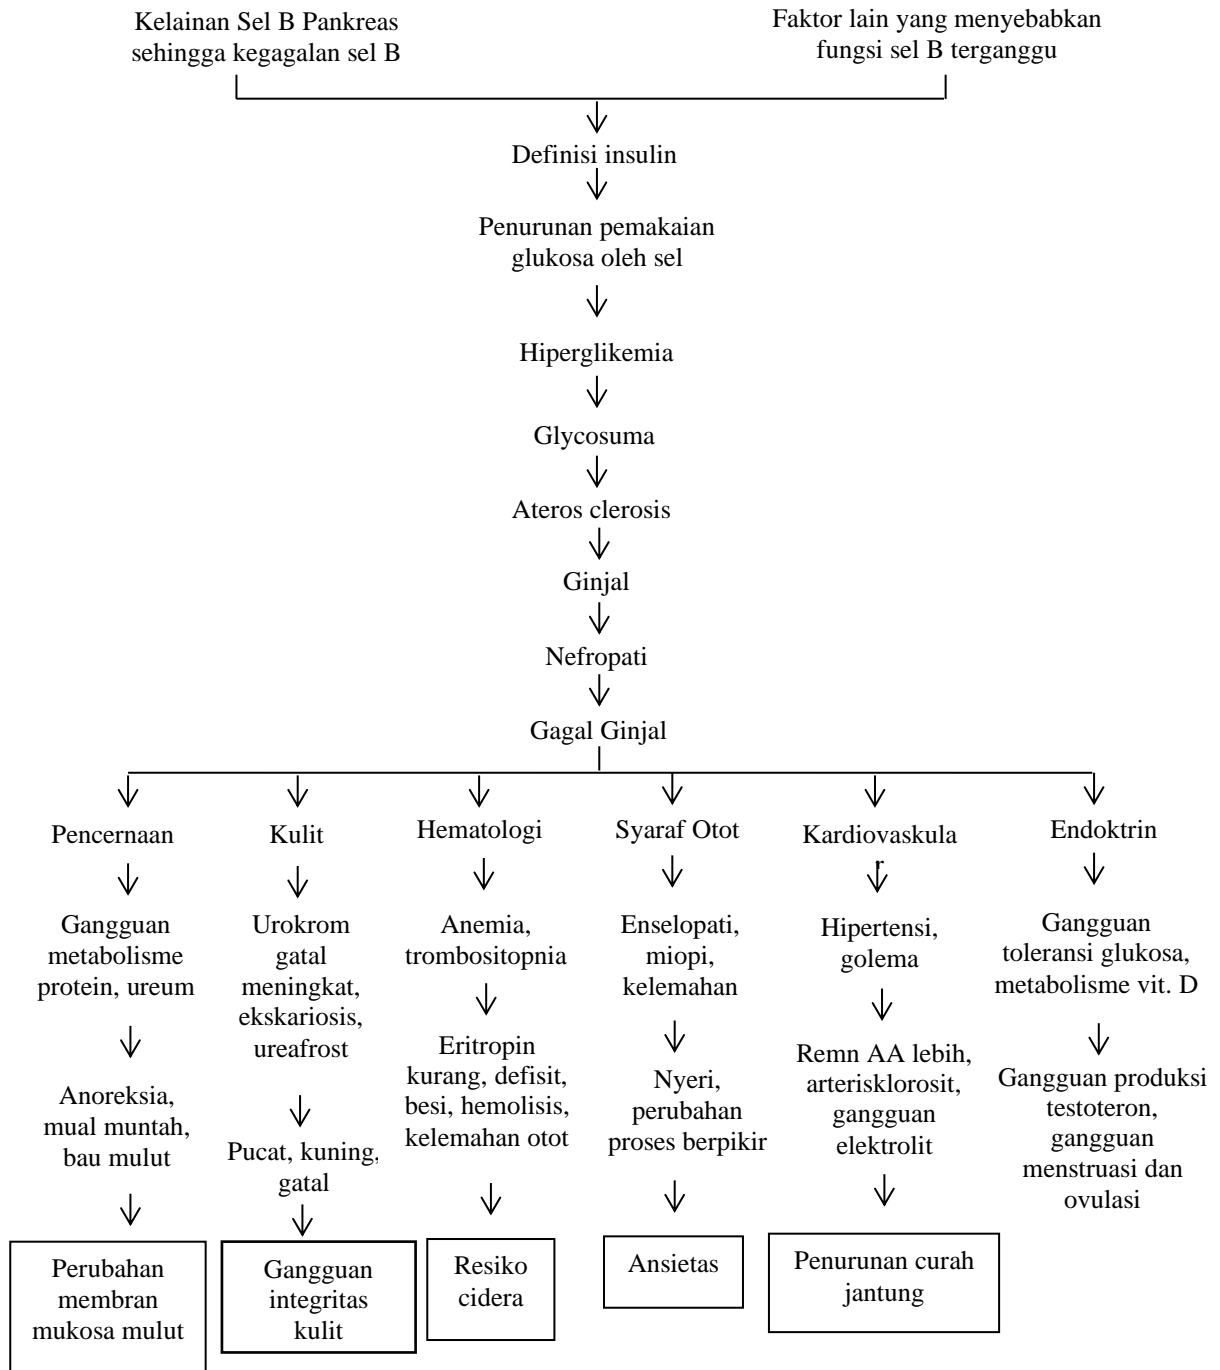 Kelainan Sel B Pankreas
sehingga kegagalan sel B
Faktor lain yang menyebabkan
fungsi sel B terganggu
Definisi insulin
Penurunan pemakaian
glukosa oleh sel
Hiperglikemia
Glycosuma
Ateros clerosis
Ginjal
Nefropati
Gagal Ginjal
Pencernaan
Gangguan
metabolisme
protein, ureum
Anoreksia,
mual muntah,
bau mulut
Perubahan
membran
mukosa mulut
Kulit
Urokrom
gatal
meningkat,
ekskariosis,
ureafrost
Pucat, kuning,
gatal
Gangguan
integritas
kulit
Hematologi
Anemia,
trombositopnia
Eritropin
kurang, defisit,
besi, hemolisis,
kelemahan otot
Resiko
cidera
Syaraf Otot
Enselopati,
miopi,
kelemahan
Nyeri,
perubahan
proses berpikir
Ansietas
Kardiovaskula
r
Hipertensi,
golema
Remn AA lebih,
arterisklorosit,
gangguan
elektrolit
Penurunan curah
jantung
Endoktrin
Gangguan
toleransi glukosa,
metabolisme vit. D
Gangguan produksi
testoteron,
gangguan
menstruasi dan
ovulasi